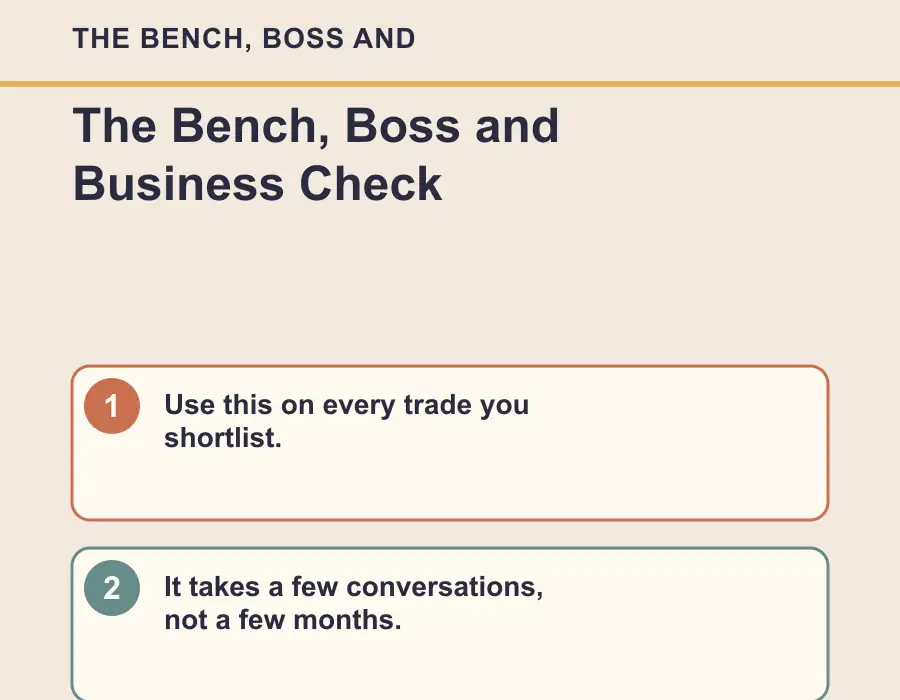 THE BENCH, BOSS AND
The Bench, Boss and
Business Check
1
Use this on every trade you
shortlist.
2
It takes a few conversations,
not a few months.